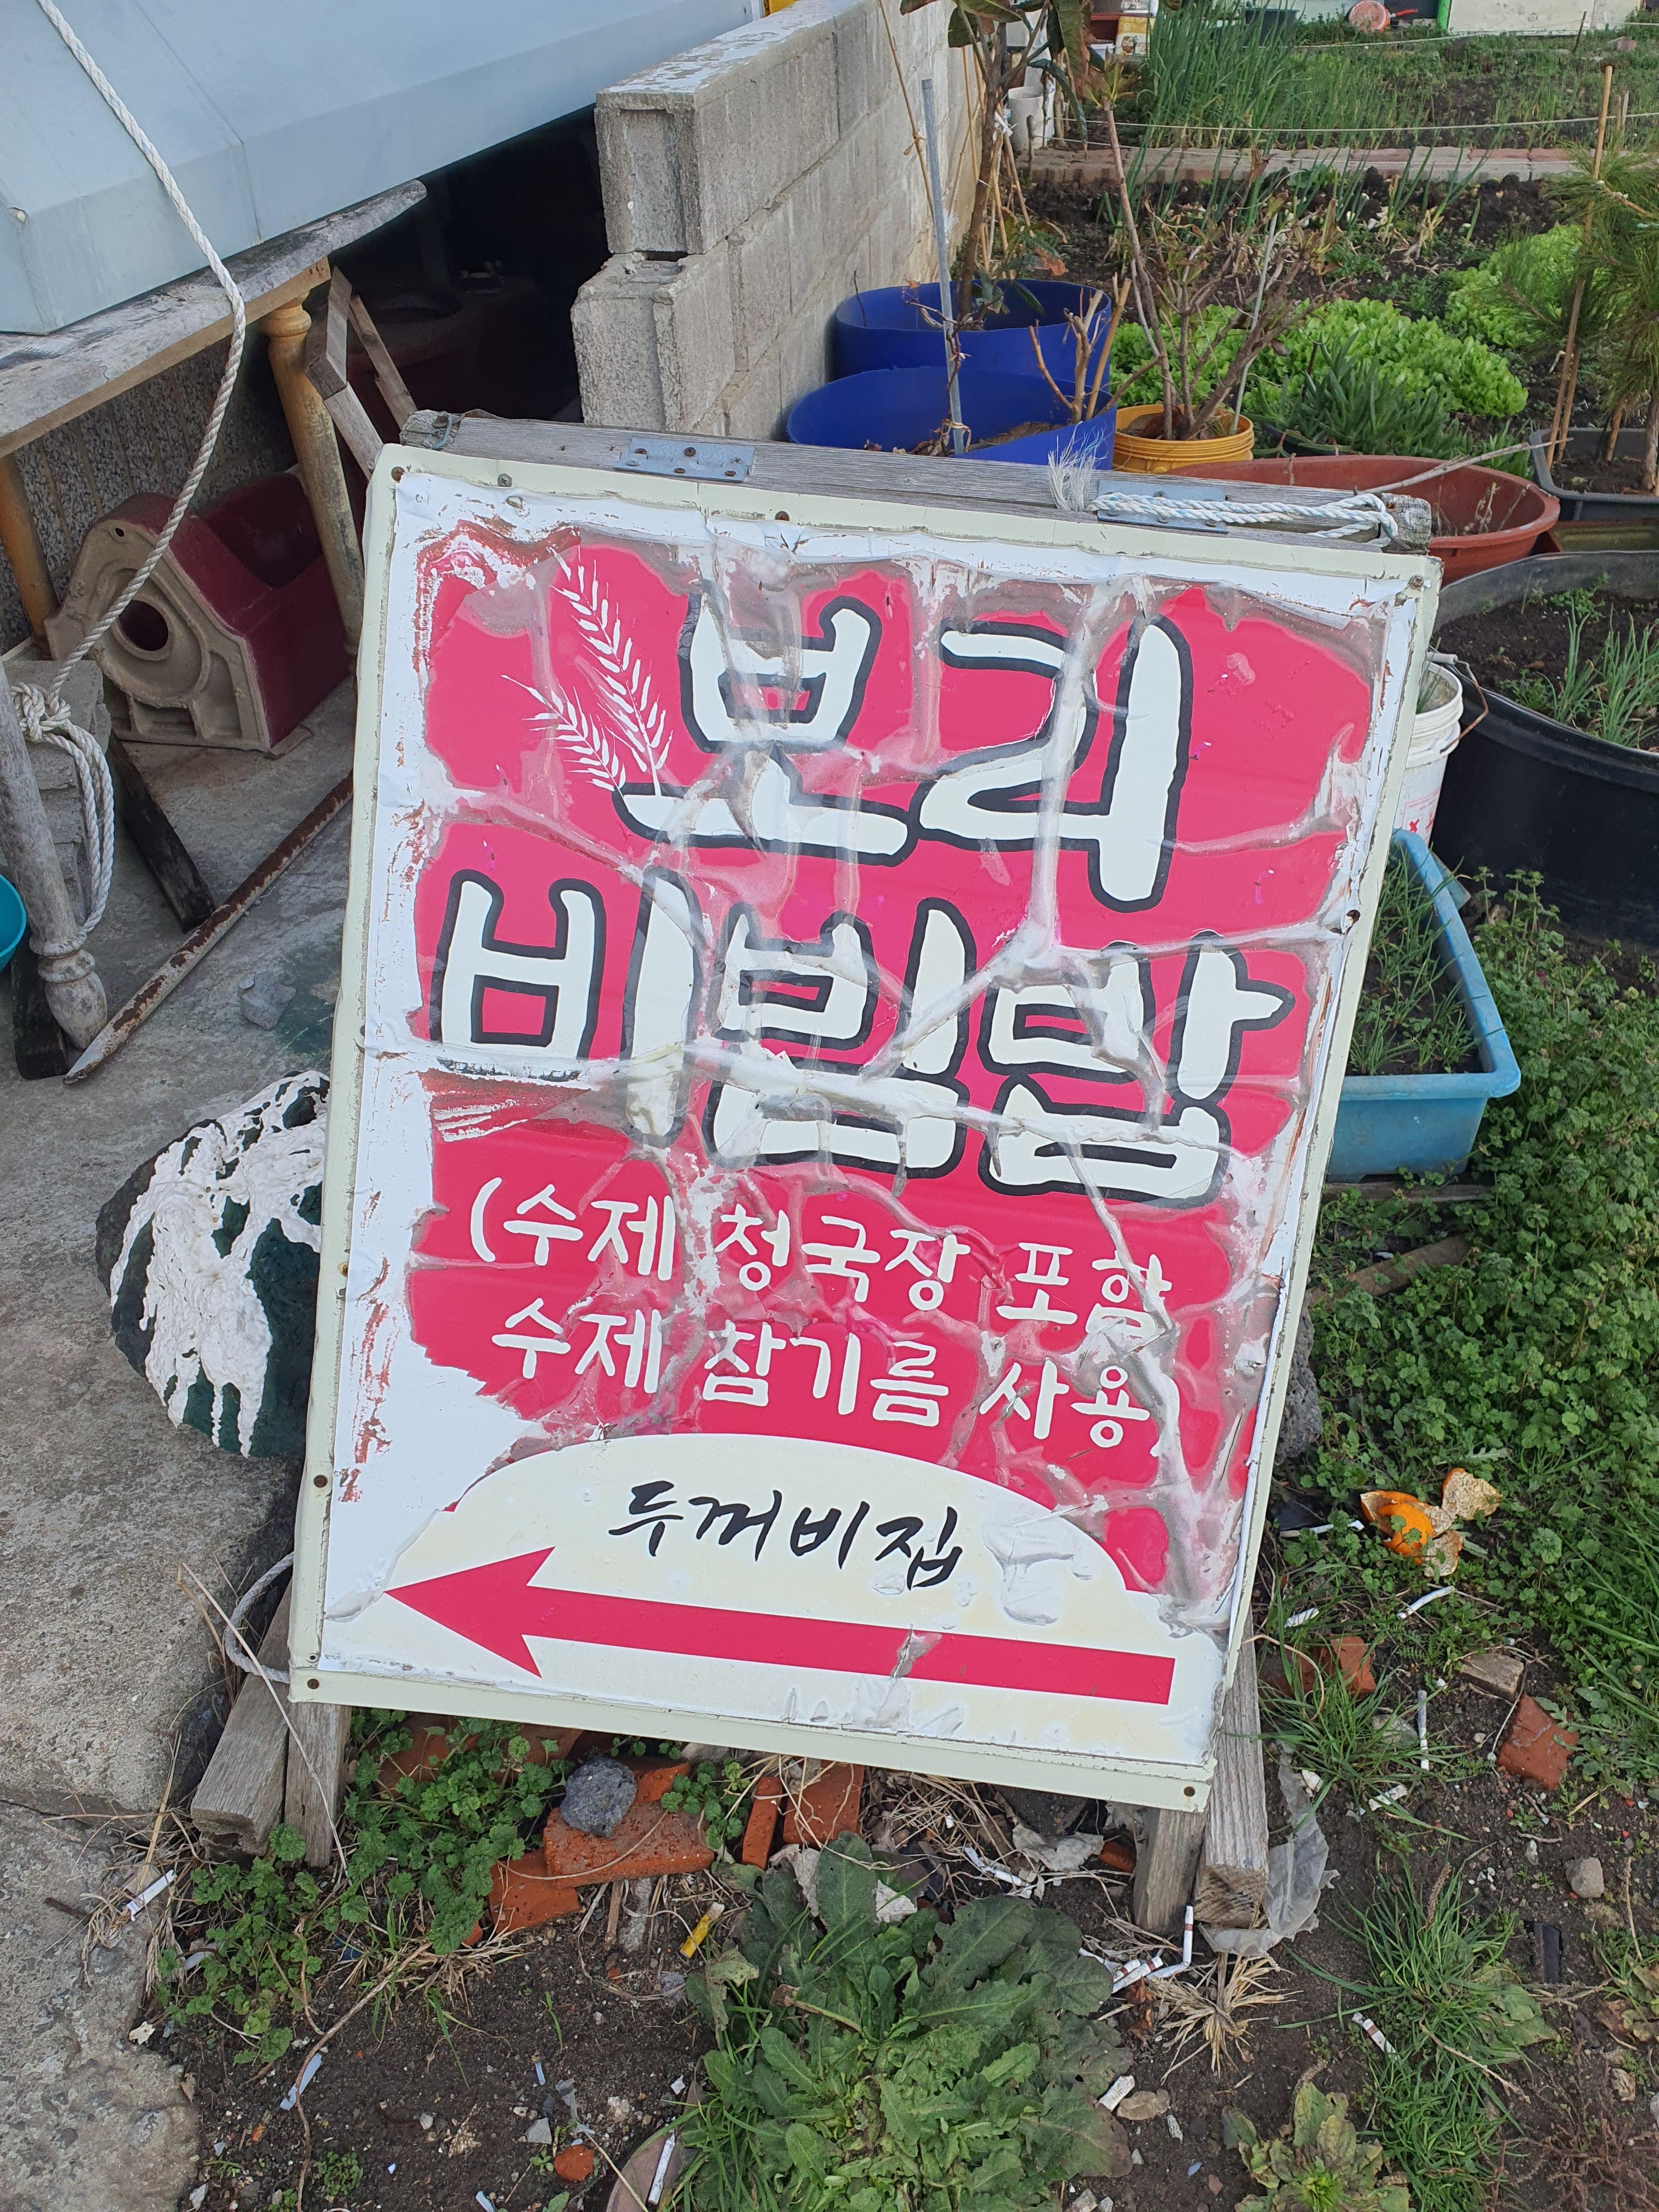 보리
비빔밥
(수제 청국장 포함
수제 참기름 사용)
두꺼비집